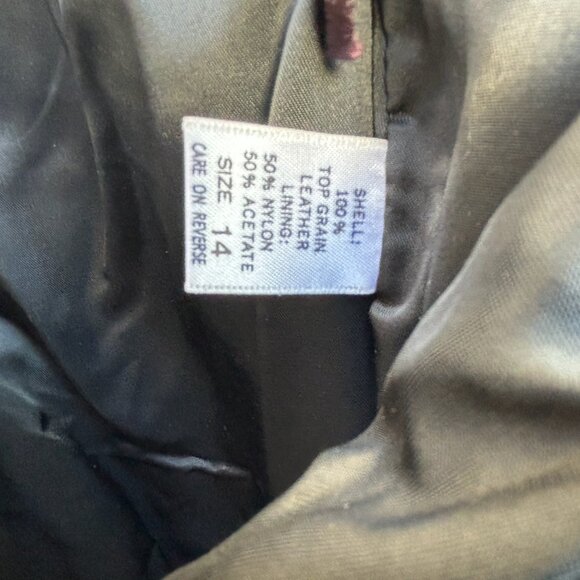 SHELL:
100%
TOP GRAIN
LEATHER
LINING:
50% NYLON
50% ACETATE
SIZE 14
CARE ON REVERSE